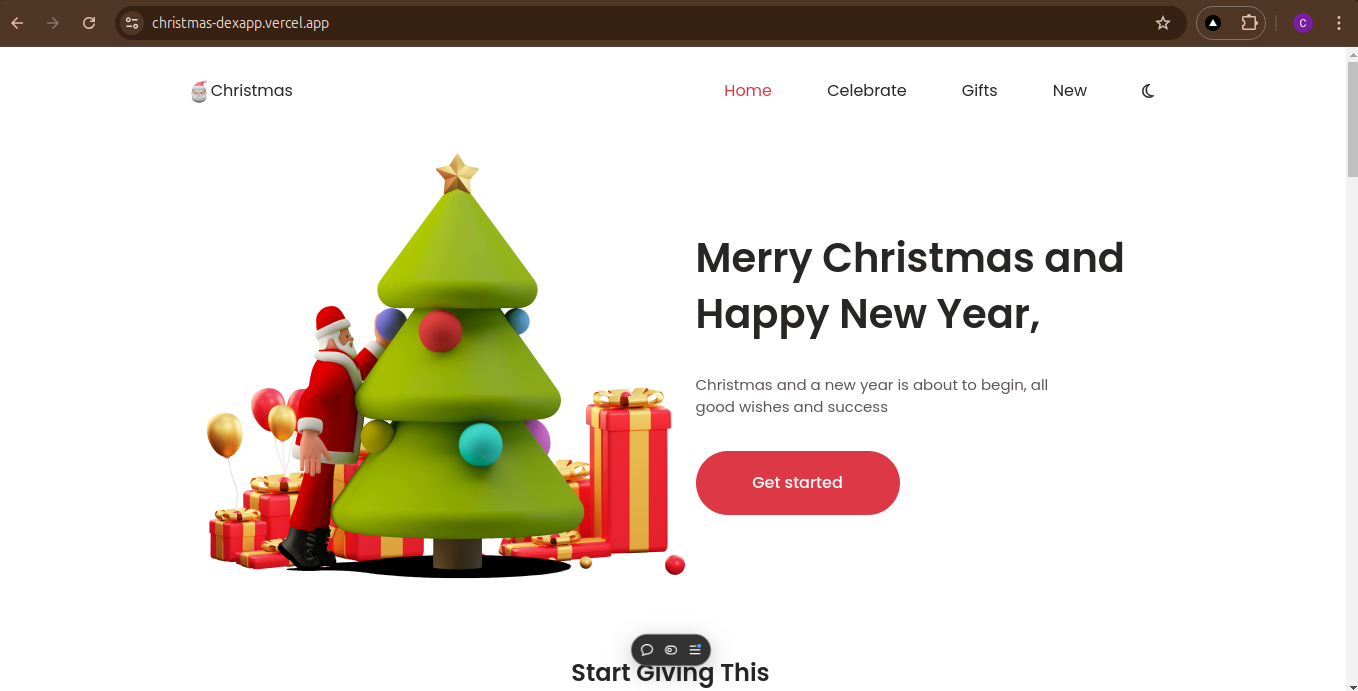 christmas-dexapp.vercel.app
C
Christmas
Home
Celebrate
Gifts
New
Merry Christmas and
Happy New Year,
Christmas and a new year is about to begin, all
good wishes and success
Get started
Start Giving This